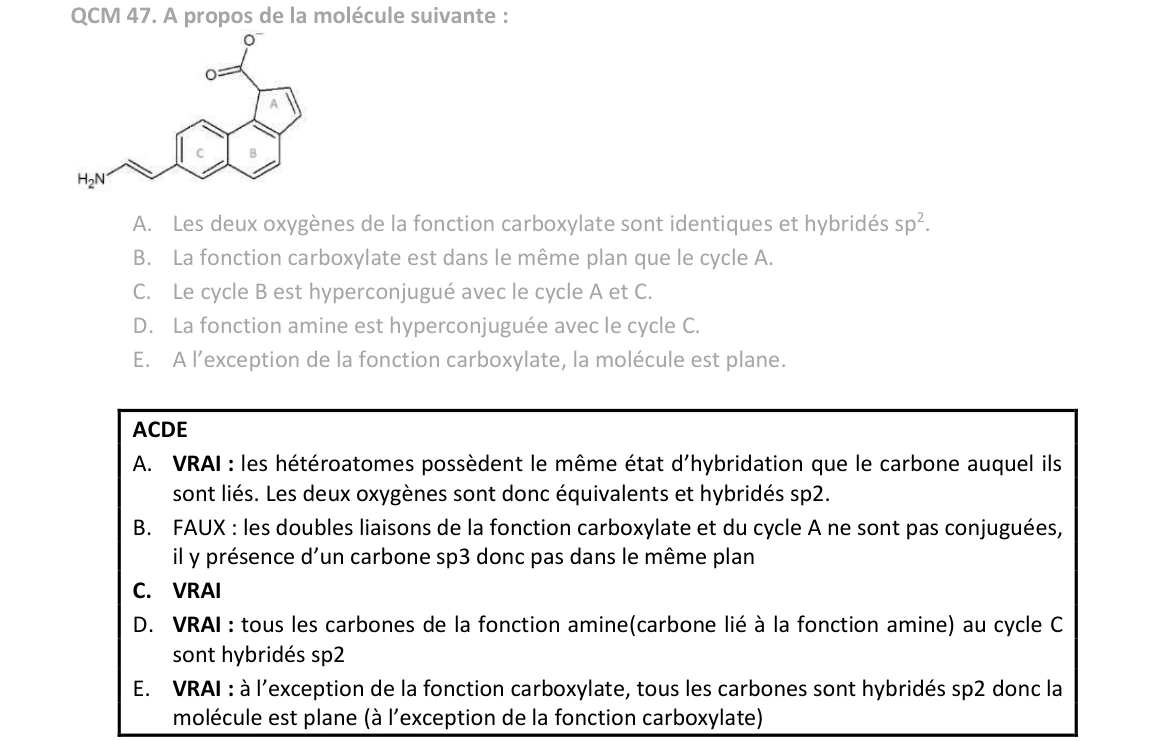 QCM 47. A propos de la molécule suivante :
O⁻
O
A
C
B
H₂N
A. Les deux oxygènes de la fonction carboxylate sont identiques et hybridés sp².
B. La fonction carboxylate est dans le même plan que le cycle A.
C. Le cycle B est hyperconjugué avec le cycle A et C.
D. La fonction amine est hyperconjuguée avec le cycle C.
E. A l’exception de la fonction carboxylate, la molécule est plane.
ACDE
A. VRAI : les hétéroatomes possèdent le même état d’hybridation que le carbone auquel ils
sont liés. Les deux oxygènes sont donc équivalents et hybridés sp2.
B. FAUX : les doubles liaisons de la fonction carboxylate et du cycle A ne sont pas conjuguées,
il y présence d’un carbone sp3 donc pas dans le même plan
C. VRAI
D. VRAI : tous les carbones de la fonction amine(carbone lié à la fonction amine) au cycle C
sont hybridés sp2
E. VRAI : à l’exception de la fonction carboxylate, tous les carbones sont hybridés sp2 donc la
molécule est plane (à l’exception de la fonction carboxylate)